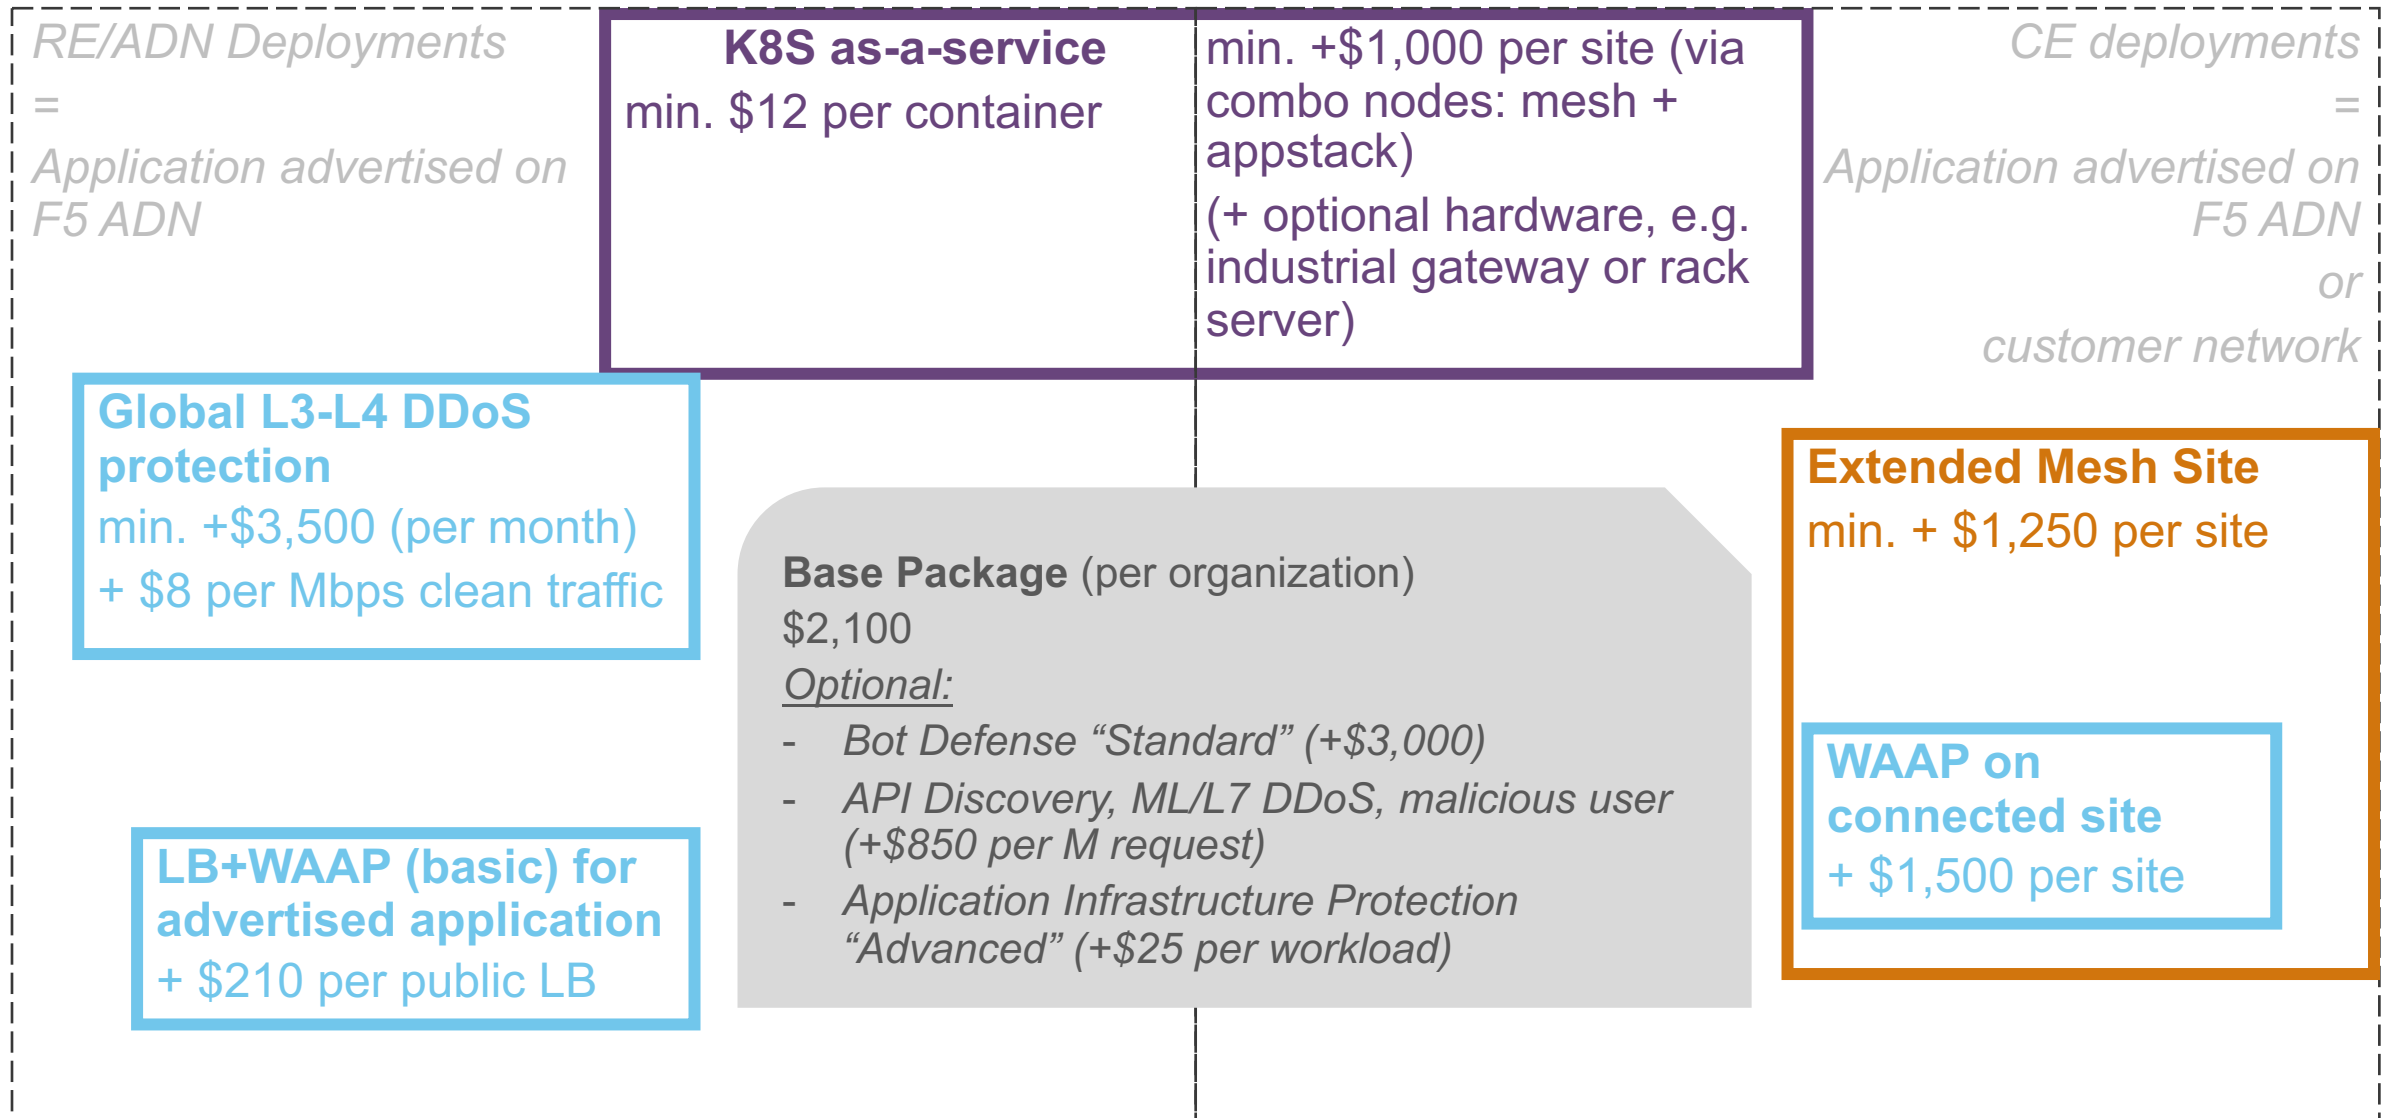 RE/ADN Deployments
=
Application advertised on
F5 ADN
K8S as-a-service
min. $12 per container
min. +$1,000 per site (via
combo nodes: mesh +
appstack)
(+ optional hardware, e.g.
industrial gateway or rack
server)
CE deployments
=
Application advertised on
F5 ADN
or
customer network
Global L3-L4 DDoS
protection
min. +$3,500 (per month)
+ $8 per Mbps clean traffic
LB+WAAP (basic) for
advertised application
+ $210 per public LB
Base Package (per organization)
$2,100
Optional:
- Bot Defense “Standard” (+$3,000)
- API Discovery, ML/L7 DDoS, malicious user
(+$850 per M request)
- Application Infrastructure Protection
“Advanced” (+$25 per workload)
Extended Mesh Site
min. + $1,250 per site
WAAP on
connected site
+ $1,500 per site